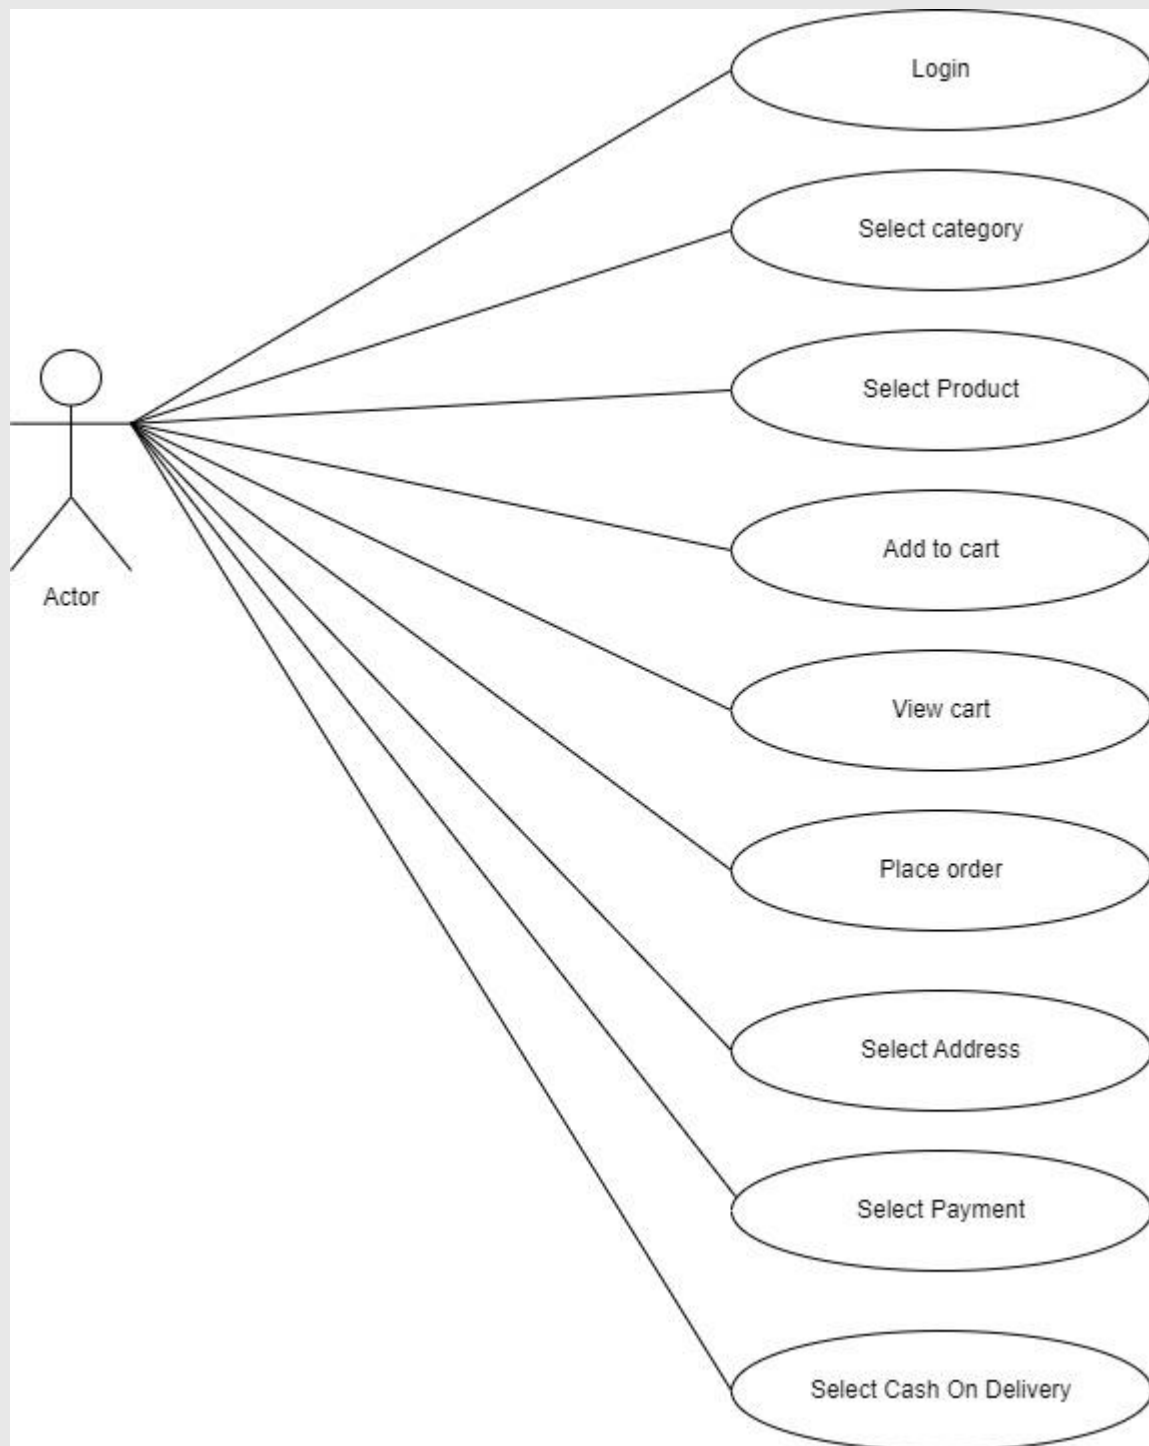 Login
Select category
Select Product
Add to cart
Actor
View cart
Place order
Select Address
Select Payment
Select Cash On Delivery